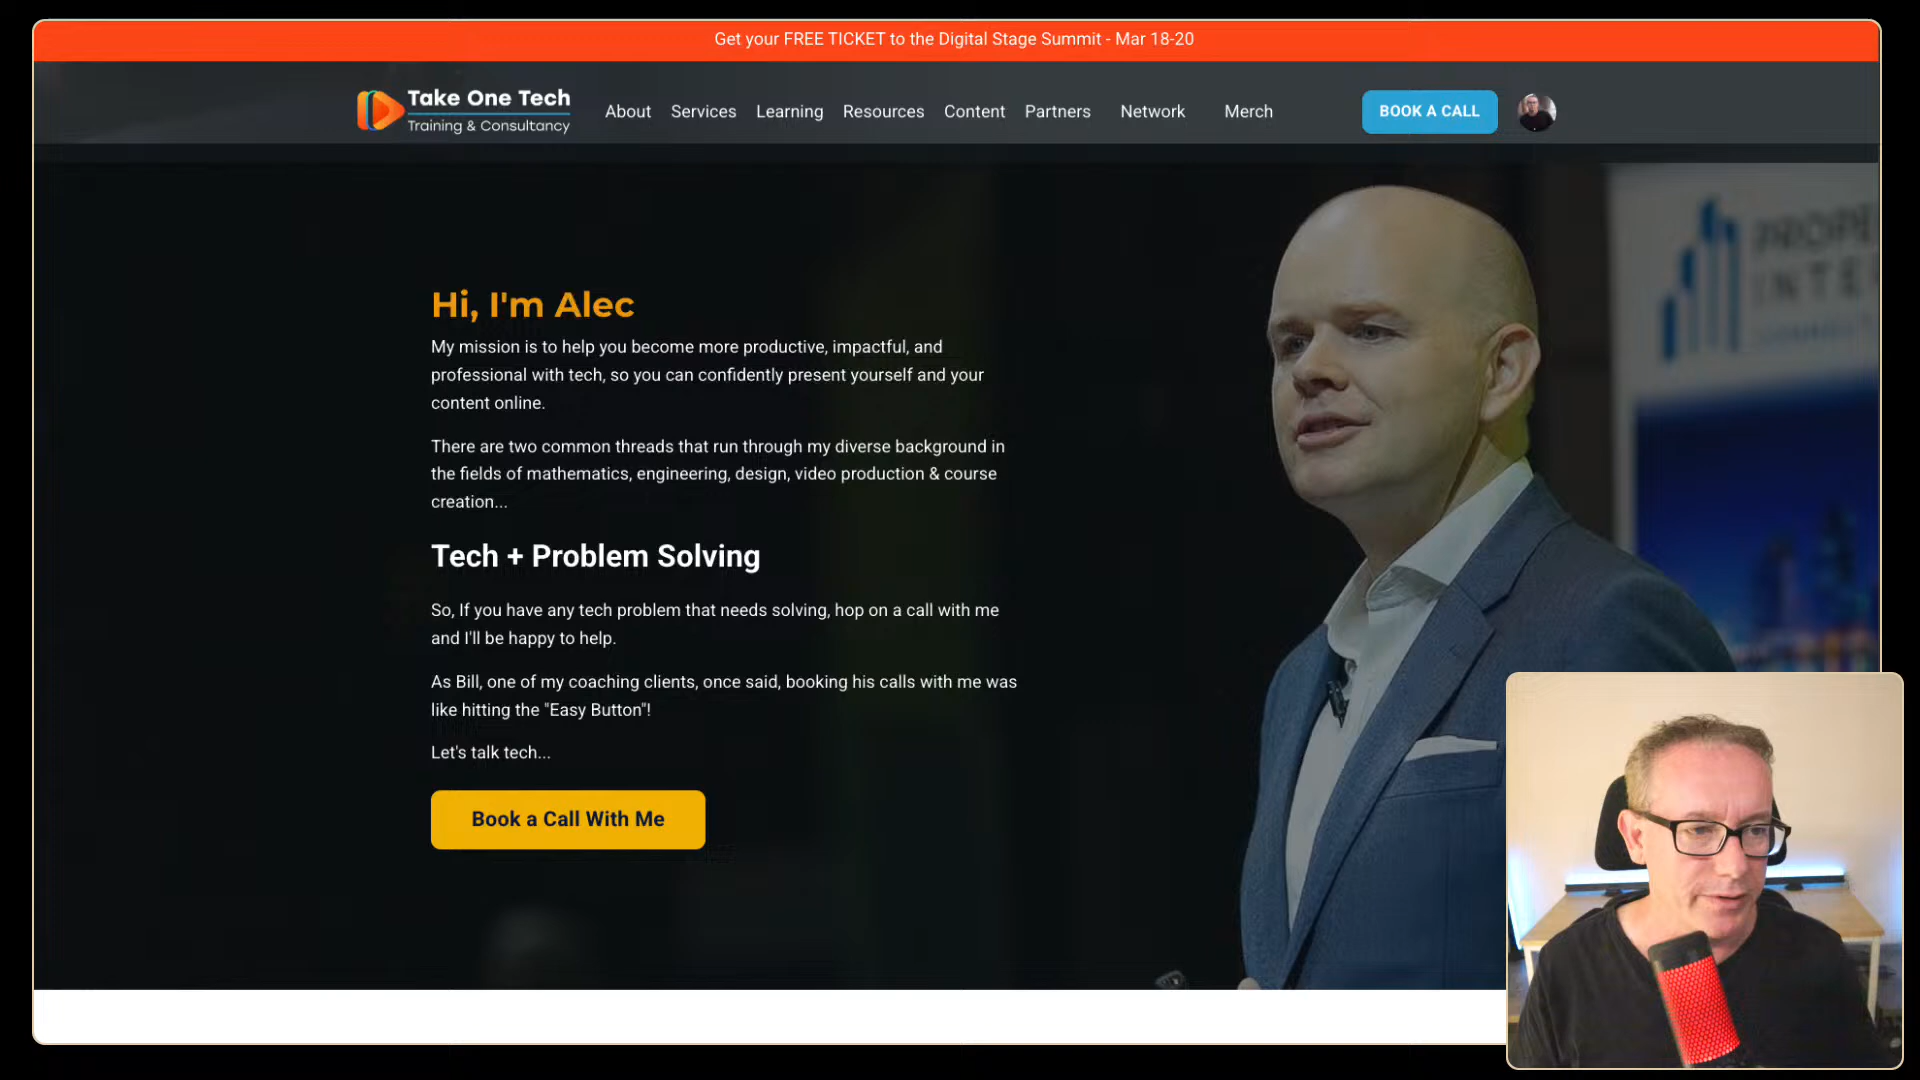 Get your FREE TICKET to the Digital Stage Summit - Mar 18-20
Take One Tech
Training & Consultancy
About Services Learning Resources Content Partners Network Merch
BOOK A CALL
Hi, I'm Alec
My mission is to help you become more productive, impactful, and
professional with tech, so you can confidently present yourself and your
content online.
There are two common threads that run through my diverse background in
the fields of mathematics, engineering, design, video production & course
creation...
Tech + Problem Solving
So, If you have any tech problem that needs solving, hop on a call with me
and I'll be happy to help.
As Bill, one of my coaching clients, once said, booking his calls with me was
like hitting the "Easy Button"!
Let's talk tech...
Book a Call With Me